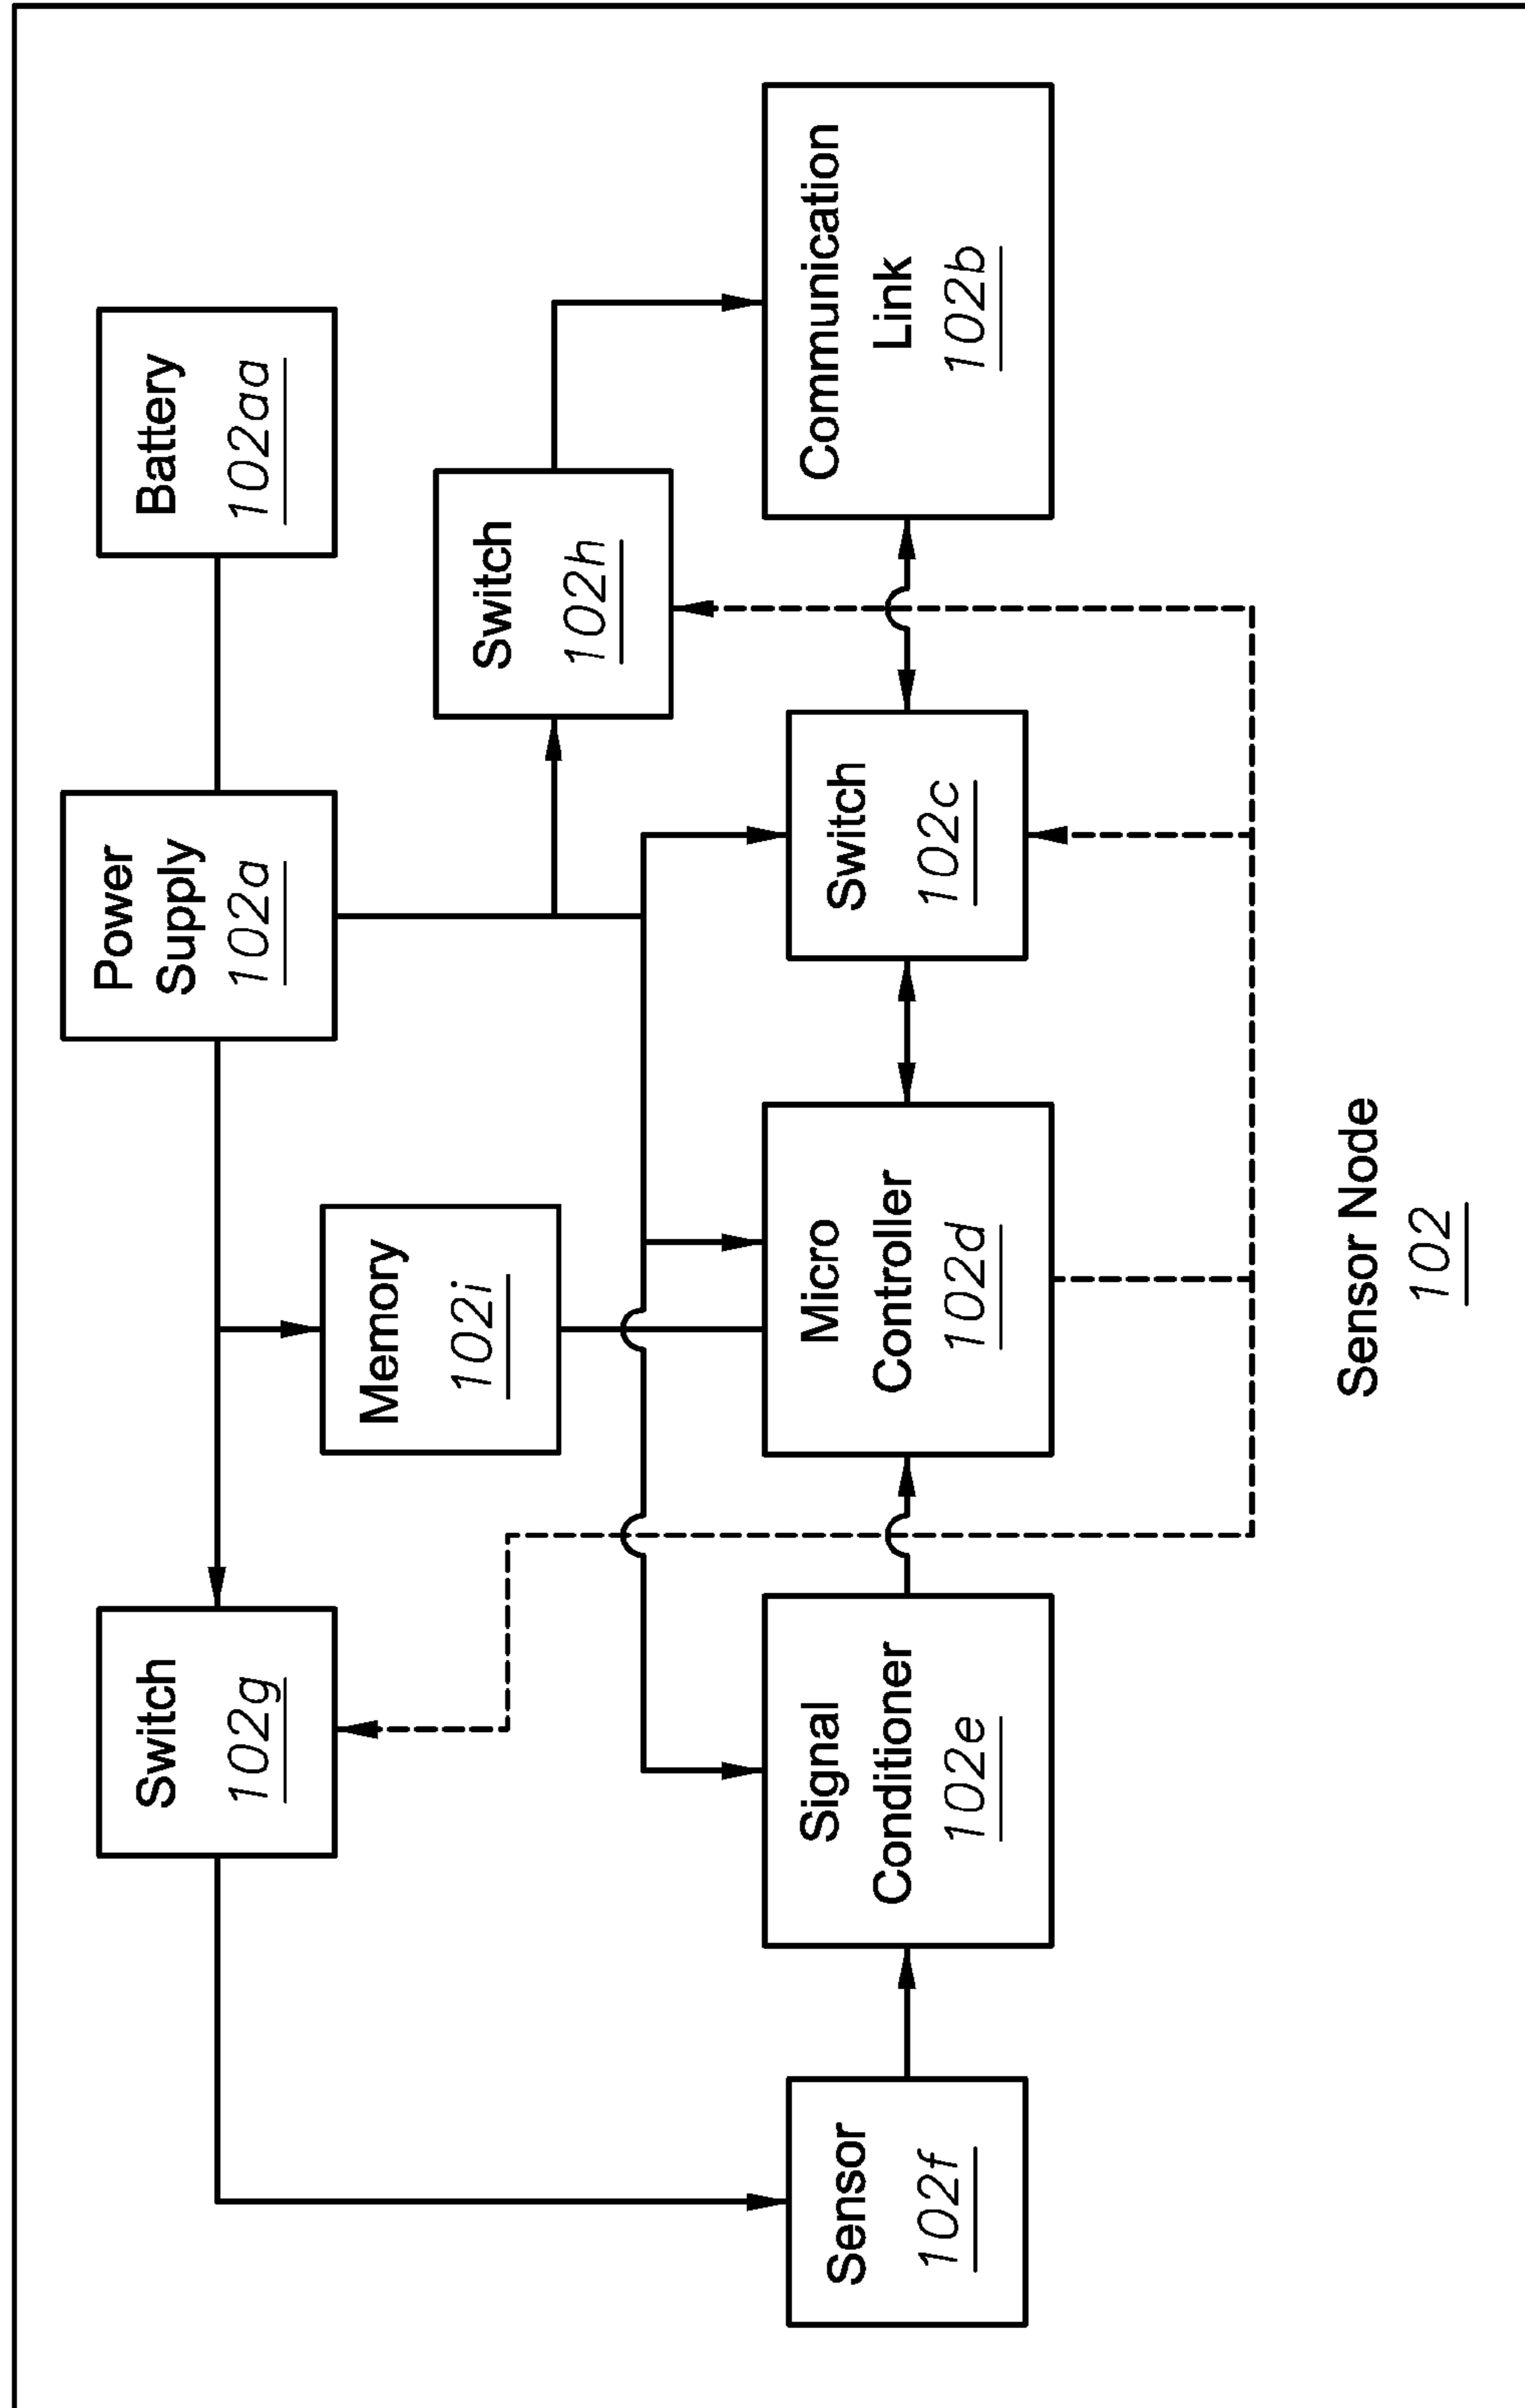 Switch
102g
Power
Supply
102a
Battery
102aa
Memory
102i
Switch
102h
Sensor
102f
Signal
Conditioner
102e
Micro
Controller
102d
Switch
102c
Communication
Link
102b
Sensor Node
102